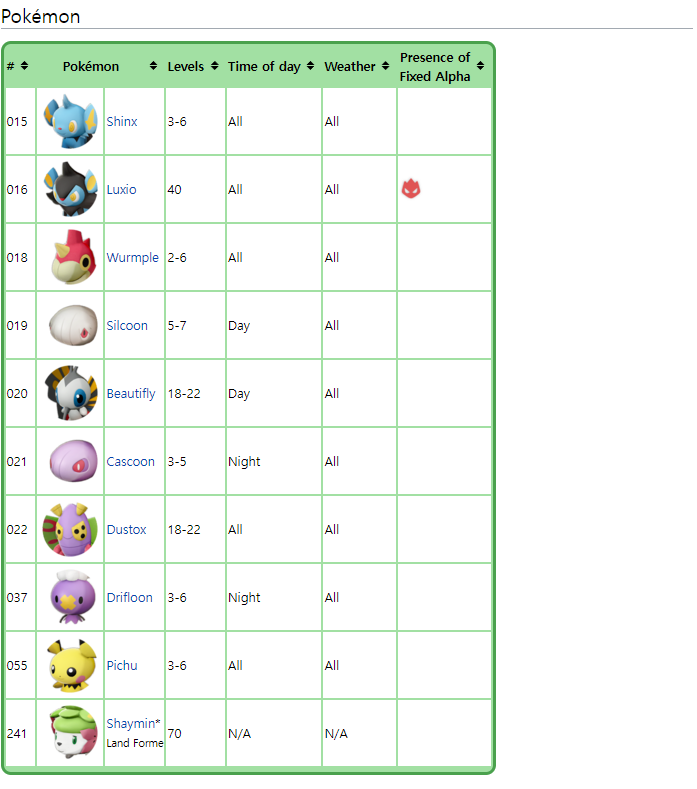 Pokémon
# Pokémon Levels Time of day Weather Presence of Fixed Alpha
015 Shinx 3-6 All All
016 Luxio 40 All All
018 Wurmple 2-6 All All
019 Silcoon 5-7 Day All
020 Beautifly 18-22 Day All
021 Cascoon 3-5 Night All
022 Dustox 18-22 All All
037 Drifloon 3-6 Night All
055 Pichu 3-6 All All
241 Shaymin* Land Forme 70 N/A N/A